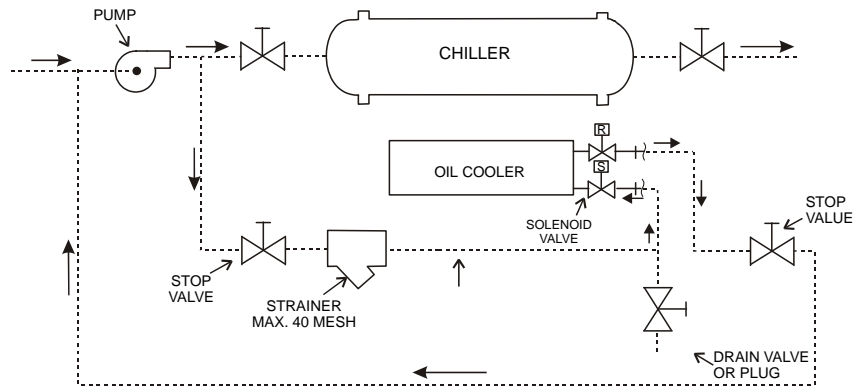 PUMP
CHILLER
R
OIL COOLER
S
SOLENOID
VALVE
STOP
VALUE
STOP
VALVE
STRAINER
MAX. 40 MESH
DRAIN VALVE
OR PLUG